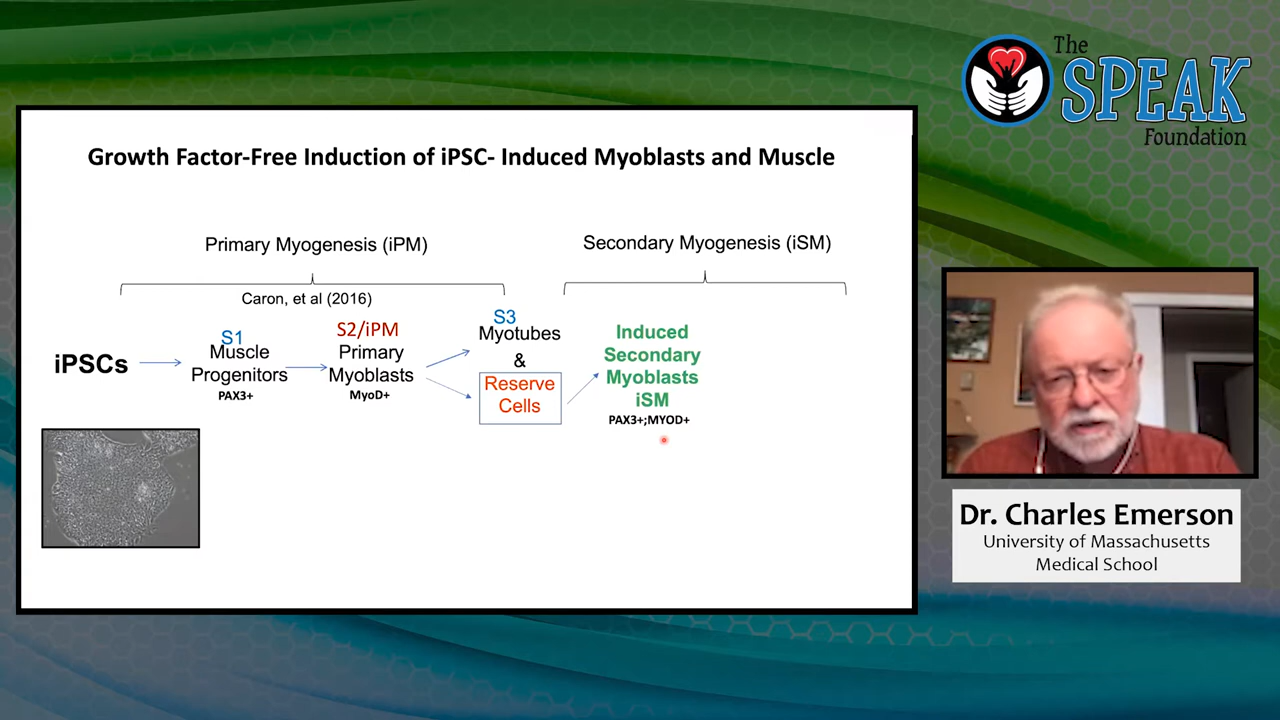 The
SPEAK
Foundation
Growth Factor-Free Induction of iPSC- Induced Myoblasts and Muscle
Primary Myogenesis (iPM)
Secondary Myogenesis (iSM)
Caron, et al (2016)
iPSCs
S1
Muscle
Progenitors
PAX3+
S2/iPM
Primary
Myoblasts
MyoD+
S3
Myotubes
&
Reserve
Cells
Induced
Secondary
Myoblasts
iSM
PAX3+;MYOD+
Dr. Charles Emerson
University of Massachusetts
Medical School